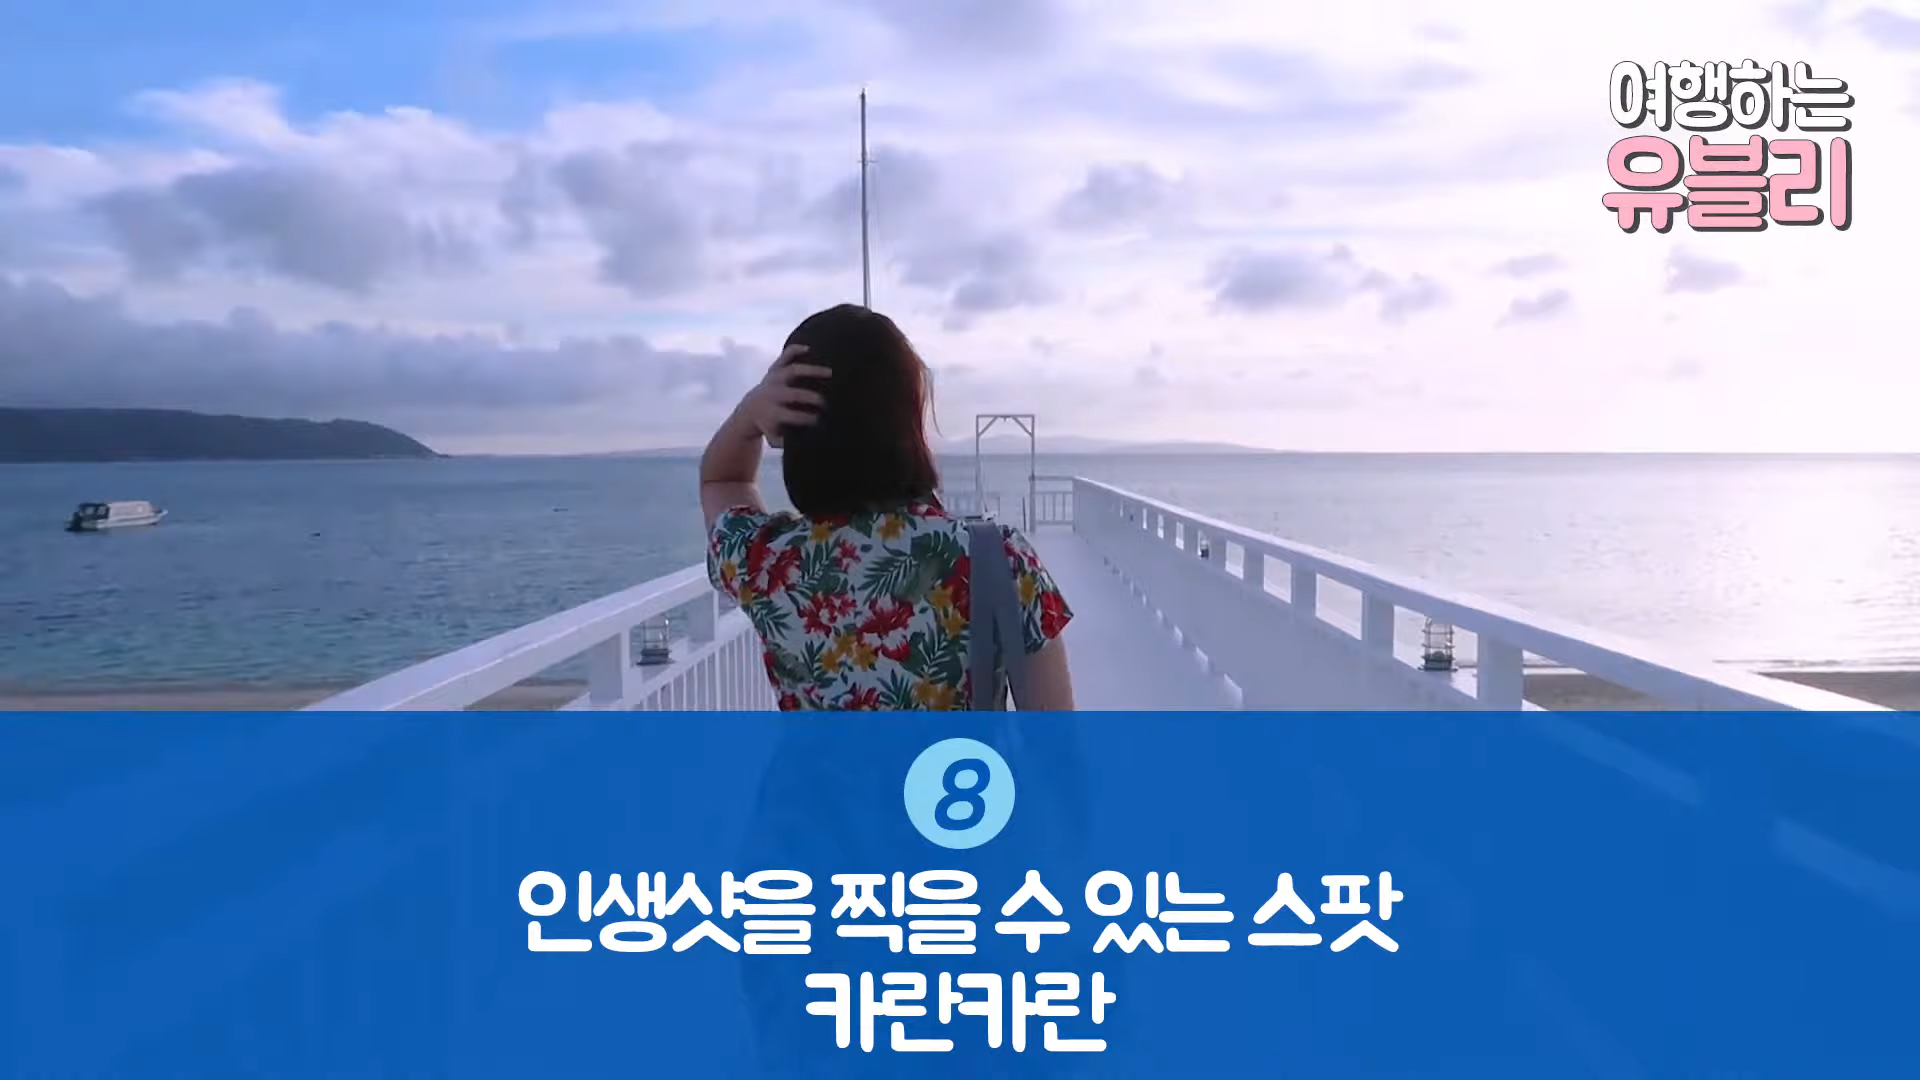 여행하는
유블리
8
인생샷을 찍을 수 있는 스팟
카란카란